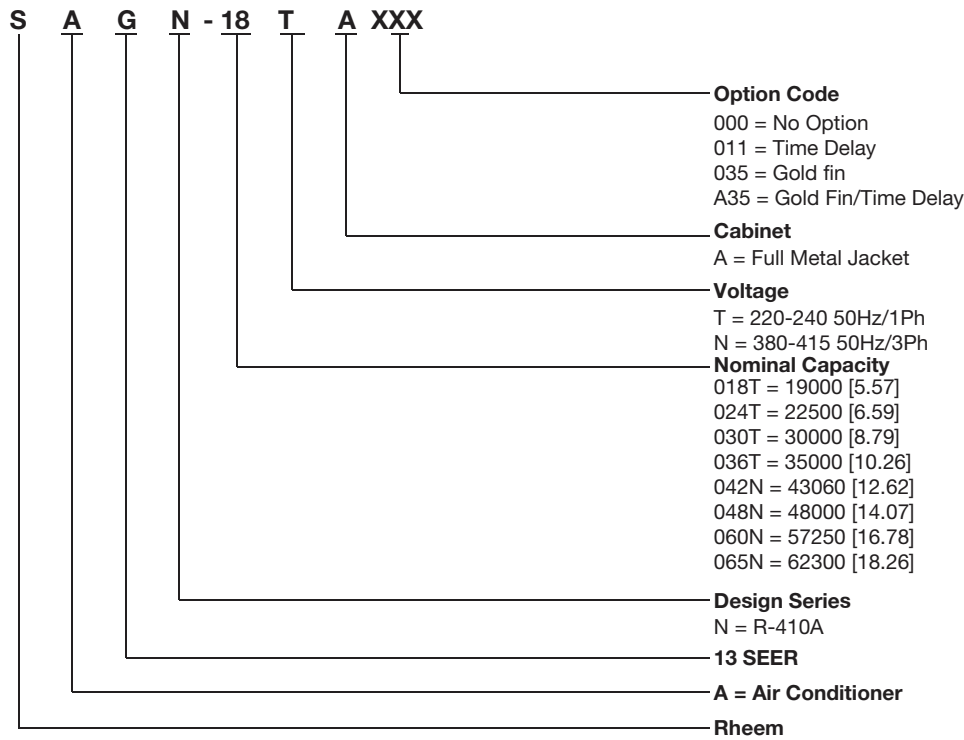 S A G N - 18 T A XXX
Option Code
000 = No Option
011 = Time Delay
035 = Gold fin
A35 = Gold Fin/Time Delay
Cabinet
A = Full Metal Jacket
Voltage
T = 220-240 50Hz/1Ph
N = 380-415 50Hz/3Ph
Nominal Capacity
018T = 19000 [5.57]
024T = 22500 [6.59]
030T = 30000 [8.79]
036T = 35000 [10.26]
042N = 43060 [12.62]
048N = 48000 [14.07]
060N = 57250 [16.78]
065N = 62300 [18.26]
Design Series
N = R-410A
13 SEER
A = Air Conditioner
Rheem